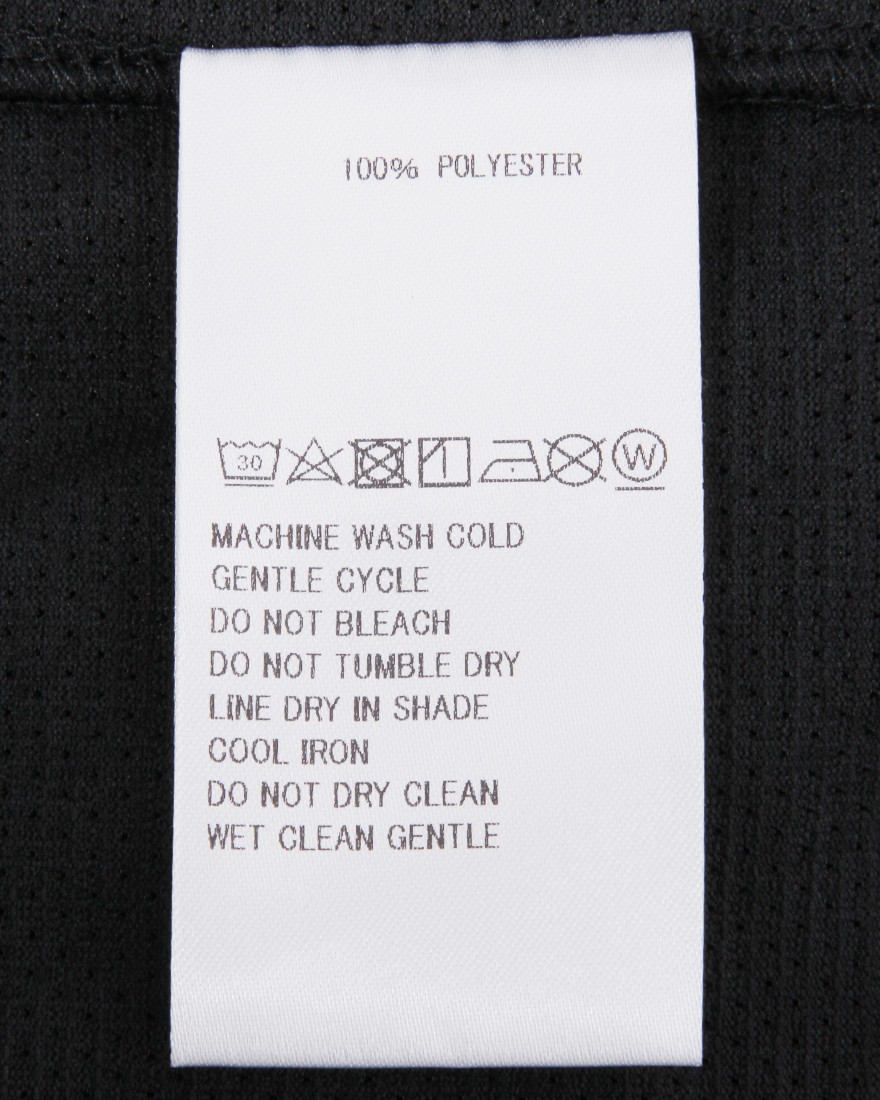 100% POLYESTER
30 W
MACHINE WASH COLD
GENTLE CYCLE
DO NOT BLEACH
DO NOT TUMBLE DRY
LINE DRY IN SHADE
COOL IRON
DO NOT DRY CLEAN
WET CLEAN GENTLE